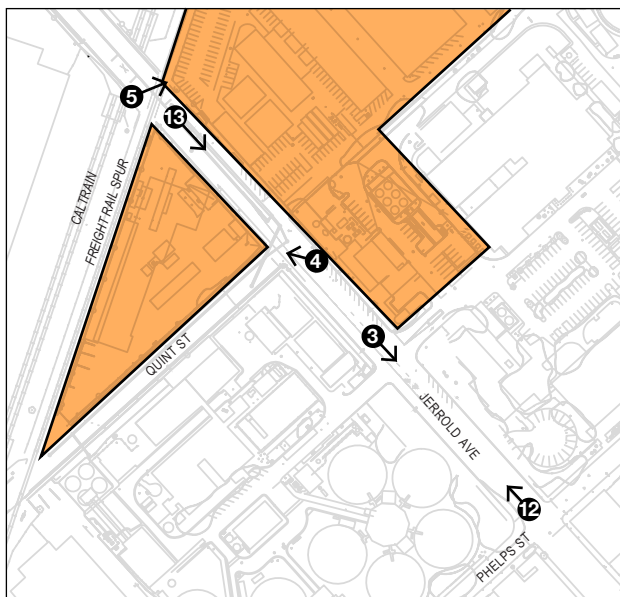 5
13
CALTRAIN
FREIGHT RAIL SPUR
4
3
QUINT ST
JERROLD AVE
12
PHELPS ST